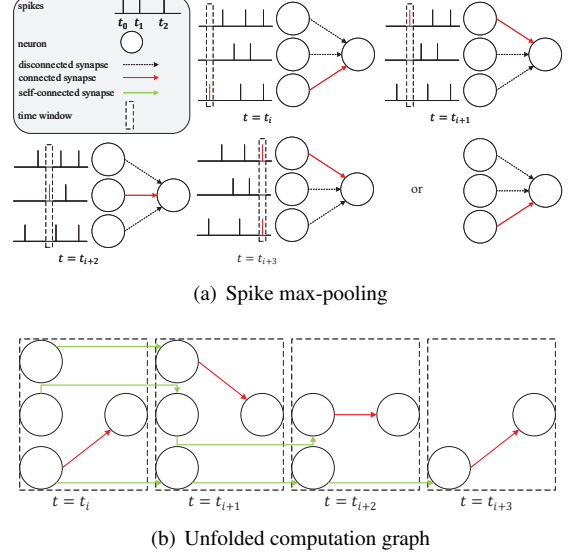 spikes
t₀ t₁ t₂
neuron
disconnected synapse
connected synapse
self-connected synapse
time window
t = tᵢ
t = tᵢ₊₁
or
t = tᵢ₊₂
t = tᵢ₊₃
(a) Spike max-pooling
t = tᵢ
t = tᵢ₊₁
t = tᵢ₊₂
t = tᵢ₊₃
(b) Unfolded computation graph